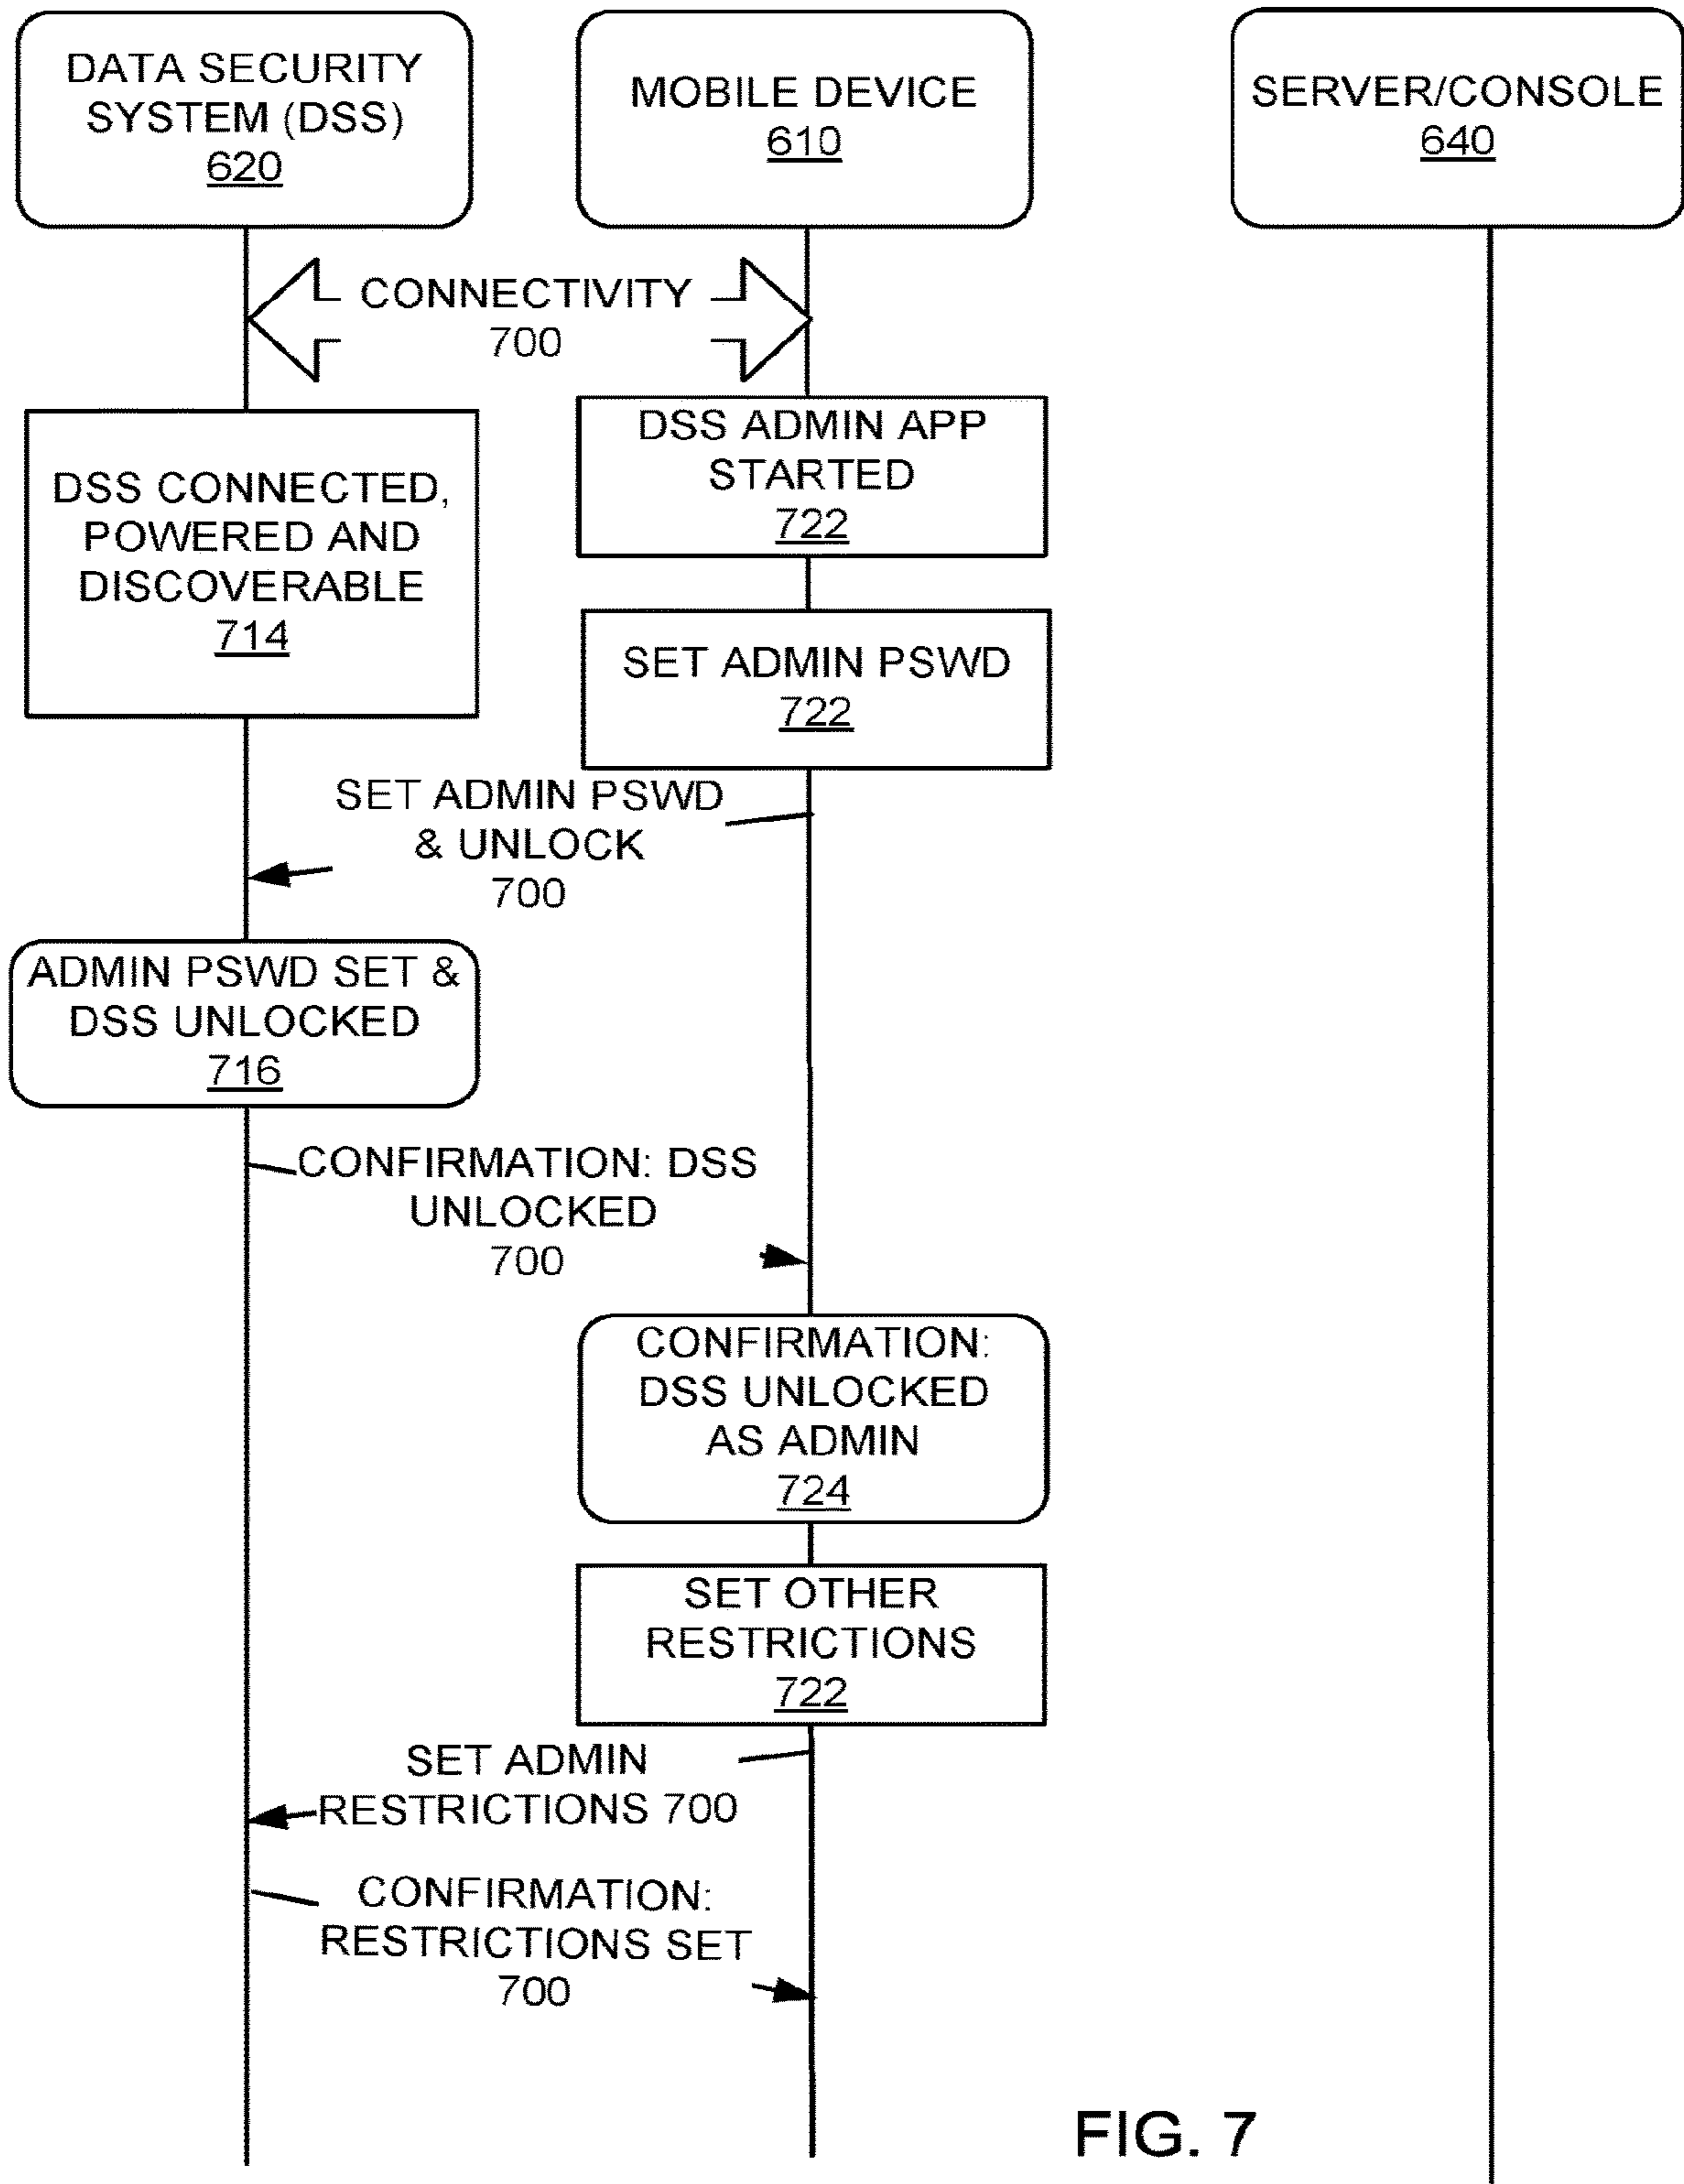 DATA SECURITY
SYSTEM (DSS)
620
MOBILE DEVICE
610
SERVER/CONSOLE
640
CONNECTIVITY
700
DSS CONNECTED,
POWERED AND
DISCOVERABLE
714
DSS ADMIN APP
STARTED
722
SET ADMIN PSWD
722
SET ADMIN PSWD
& UNLOCK
700
ADMIN PSWD SET &
DSS UNLOCKED
716
CONFIRMATION: DSS
UNLOCKED
700
CONFIRMATION:
DSS UNLOCKED
AS ADMIN
724
SET OTHER
RESTRICTIONS
722
SET ADMIN
RESTRICTIONS 700
CONFIRMATION:
RESTRICTIONS SET
700
FIG. 7